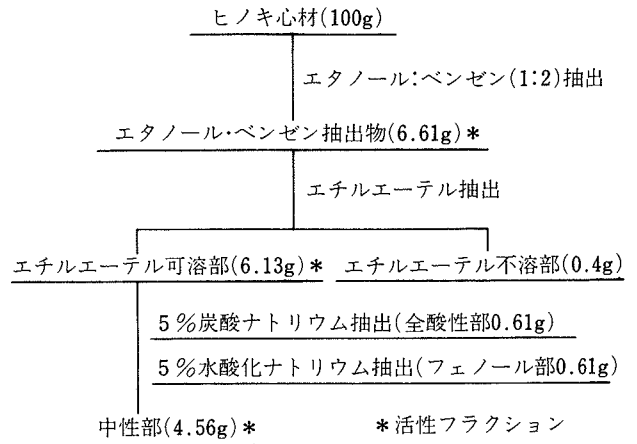 ヒノキ心材(100g)
エタノール:ベンゼン(1:2)抽出
エタノール・ベンゼン抽出物(6.61g)*
エチルエーテル抽出
エチルエーテル可溶部(6.13g)* エチルエーテル不溶部(0.4g)
5%炭酸ナトリウム抽出(全酸性部0.61g)
5%水酸化ナトリウム抽出(フェノール部0.61g)
中性部(4.56g)* *活性フラクション